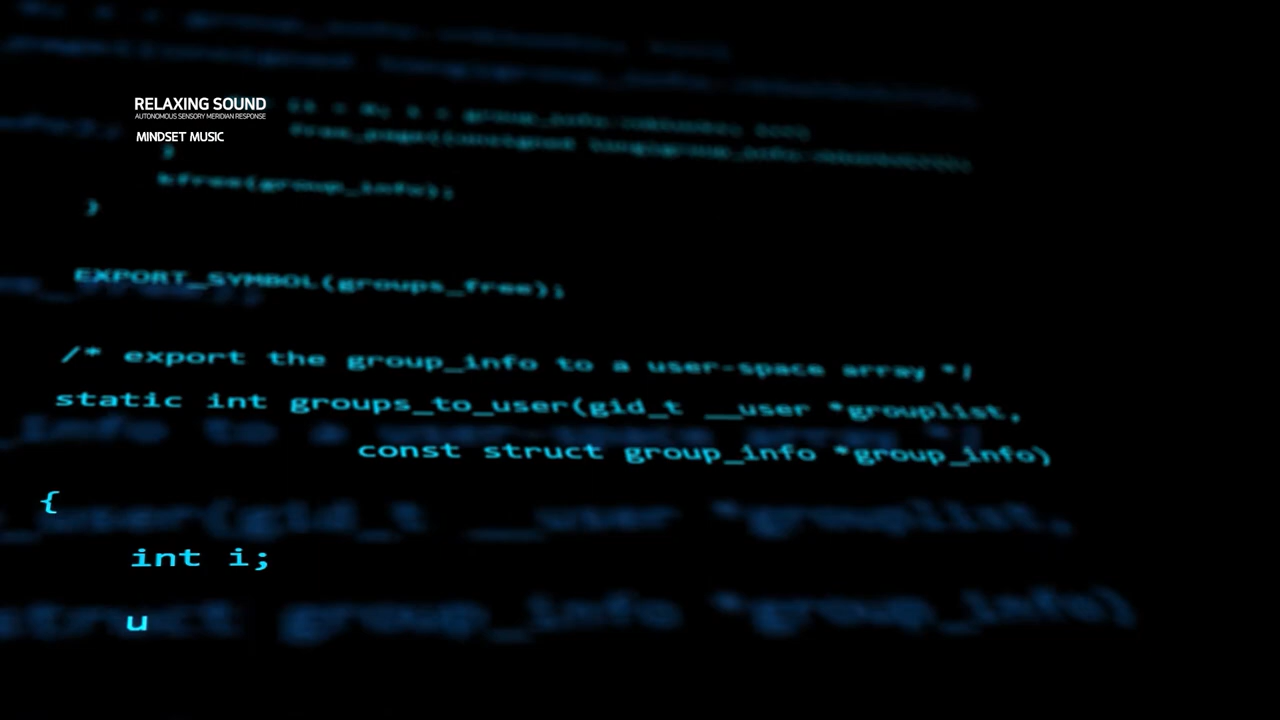 RELAXING SOUND
AUTONOMOUS SENSORY MERIDIAN RESPONSE
MINDSET MUSIC
}
kfree(group_info);
}
EXPORT_SYMBOL(groups_free);
/* export the group_info to a user-space array */
static int groups_to_user(gid_t __user *grouplist,
const struct group_info *group_info)
{
int i;
u